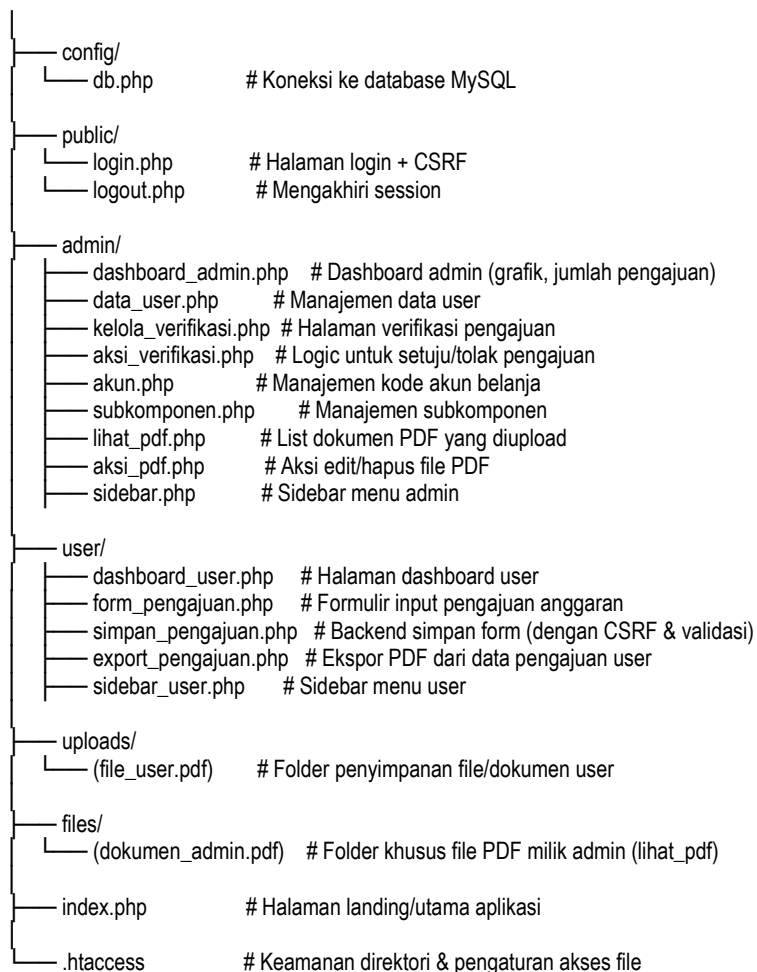 │
├── config/
│   └── db.php # Koneksi ke database MySQL
│
├── public/
│   └── login.php # Halaman login + CSRF
│   └── logout.php # Mengakhiri session
│
├── admin/
│   ├── dashboard_admin.php # Dashboard admin (grafik, jumlah pengajuan)
│   ├── data_user.php # Manajemen data user
│   ├── kelola_verifikasi.php # Halaman verifikasi pengajuan
│   ├── aksi_verifikasi.php # Logic untuk setuju/tolak pengajuan
│   ├── akun.php # Manajemen kode akun belanja
│   ├── subkomponen.php # Manajemen subkomponen
│   ├── lihat_pdf.php # List dokumen PDF yang diupload
│   ├── aksi_pdf.php # Aksi edit/hapus file PDF
│   ├── sidebar.php # Sidebar menu admin
│
├── user/
│   ├── dashboard_user.php # Halaman dashboard user
│   ├── form_pengajuan.php # Formulir input pengajuan anggaran
│   ├── simpan_pengajuan.php # Backend simpan form (dengan CSRF & validasi)
│   ├── export_pengajuan.php # Ekspor PDF dari data pengajuan user
│   ├── sidebar_user.php # Sidebar menu user
│
├── uploads/
│   └── (file_user.pdf) # Folder penyimpanan file/dokumen user
│
├── files/
│   └── (dokumen_admin.pdf) # Folder khusus file PDF milik admin (lihat_pdf)
│
├── index.php # Halaman landing/utama aplikasi
│
└── .htaccess # Keamanan direktori & pengaturan akses file